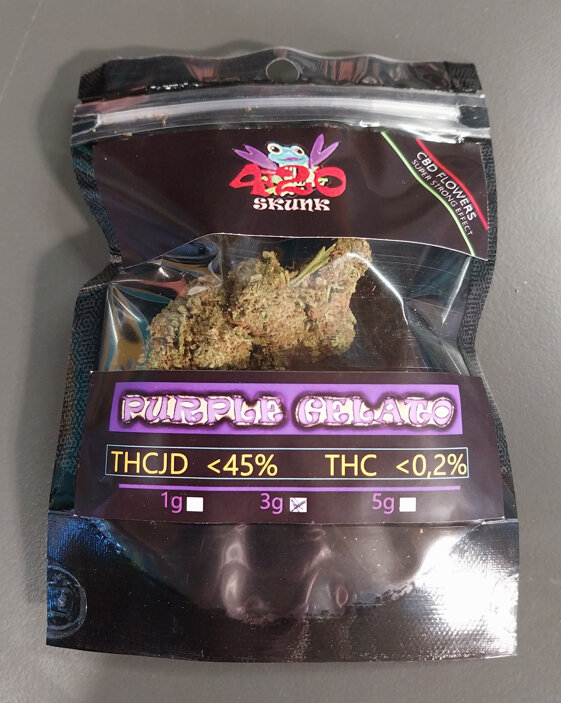 420
SKUNK
CBD FLOWERS
SUPER STRONG EFFECT
PURPLE GELATO
THCJD <45% THC <0,2%
1g 3g 5g